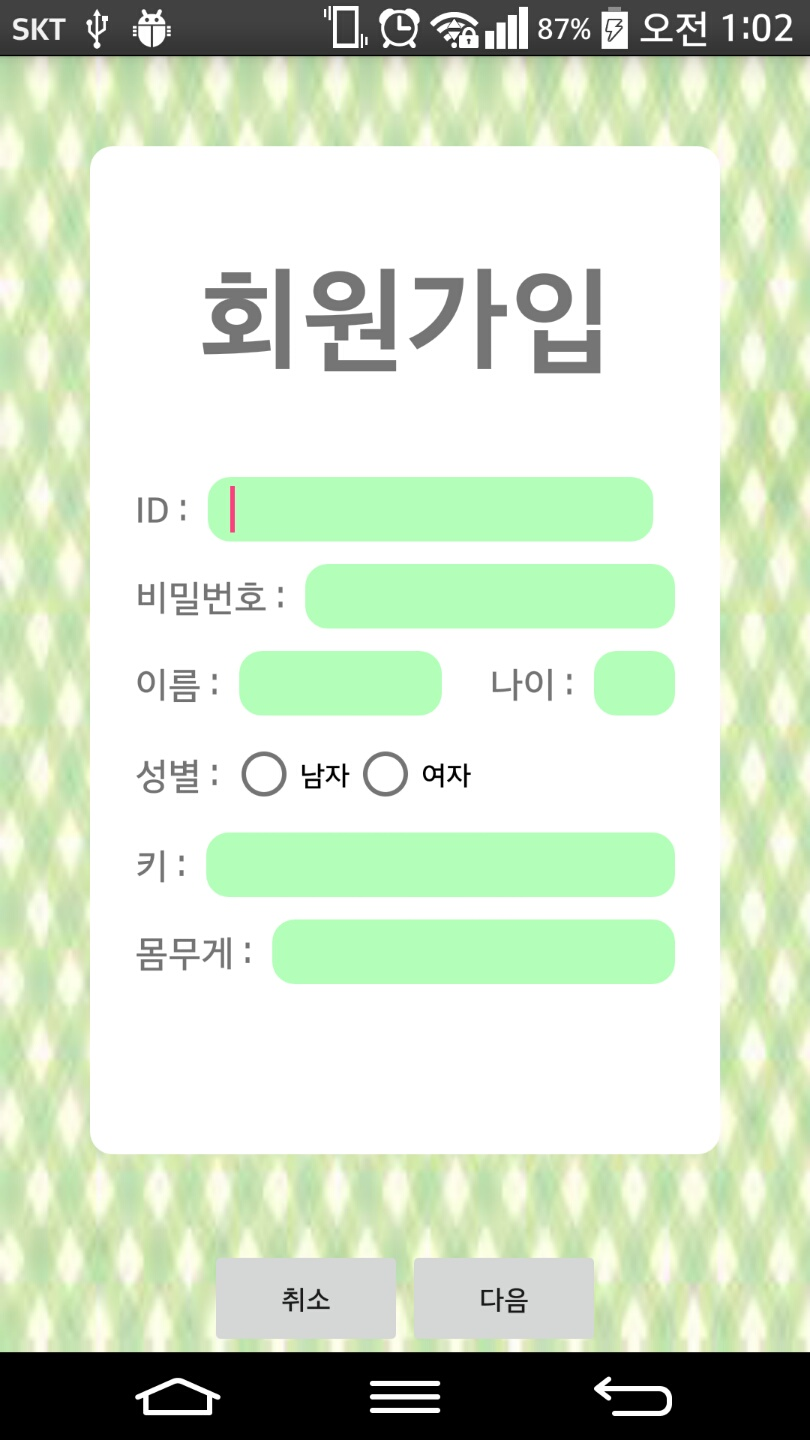 SKT 87% 오전 1:02
회원가입
ID :
비밀번호 :
이름 : 나이 :
성별 : 남자 여자
키 :
몸무게 :
취소 다음